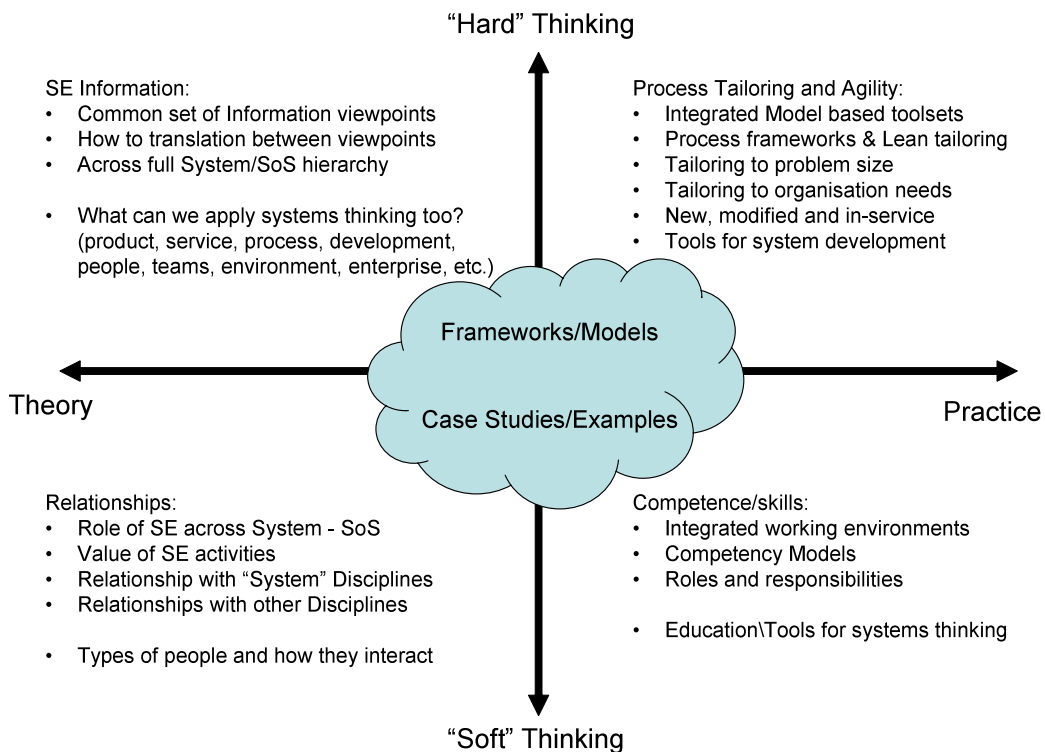 “Hard” Thinking
SE Information:
• Common set of Information viewpoints
• How to translation between viewpoints
• Across full System/SoS hierarchy
• What can we apply systems thinking too?
(product, service, process, development,
people, teams, environment, enterprise, etc.)
Process Tailoring and Agility:
• Integrated Model based toolsets
• Process frameworks & Lean tailoring
• Tailoring to problem size
• Tailoring to organisation needs
• New, modified and in-service
• Tools for system development
Frameworks/Models
Theory
Practice
Case Studies/Examples
Relationships:
• Role of SE across System - SoS
• Value of SE activities
• Relationship with “System” Disciplines
• Relationships with other Disciplines
• Types of people and how they interact
Competence/skills:
• Integrated working environments
• Competency Models
• Roles and responsibilities
• Education\Tools for systems thinking
“Soft” Thinking